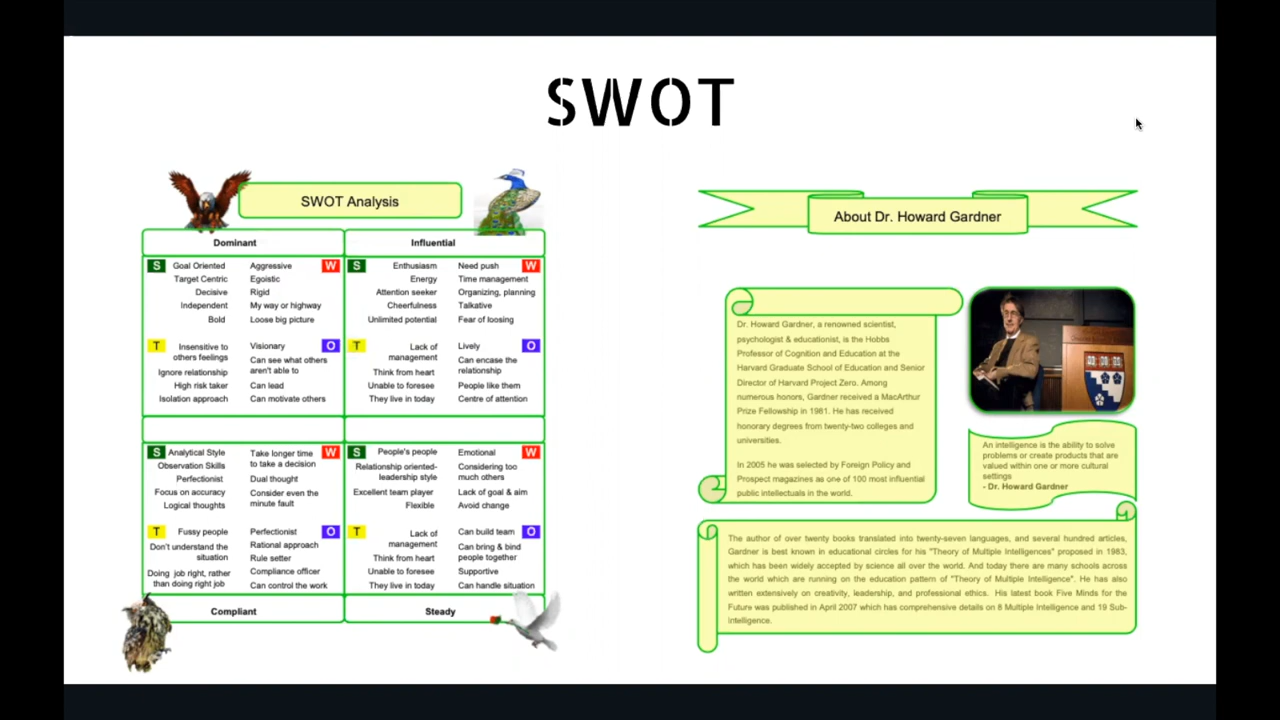 SWOT
SWOT Analysis
Dominant
Influential
S
Goal Oriented
Target Centric
Decisive
Independent
Bold
Aggressive
Egoistic
Rigid
My way or highway
Loose big picture
W
S
Enthusiasm
Energy
Attention seeker
Cheerfulness
Unlimited potential
Need push
Time management
Organizing, planning
Talkative
Fear of loosing
W
T
Insensitive to
others feelings
Ignore relationship
High risk taker
Isolation approach
Visionary
Can see what others
aren't able to
Can lead
Can motivate others
O
T
Lack of
management
Think from heart
Unable to foresee
They live in today
Lively
Can encase the
relationship
People like them
Centre of attention
O
S
Analytical Style
Observation Skills
Perfectionist
Focus on accuracy
Logical thoughts
Take longer time
to take a decision
Dual thought
Consider even the
minute fault
W
S
People's people
Relationship oriented-
leadership style
Excellent team player
Flexible
Emotional
Considering too
much others
Lack of goal & aim
Avoid change
W
T
Fussy people
Don't understand the
situation
Doing job right, rather
than doing right job
Perfectionist
Rational approach
Rule setter
Compliance officer
Can control the work
O
T
Lack of
management
Think from heart
Unable to foresee
They live in today
Can build team
Can bring & bind
people together
Supportive
Can handle situation
O
Compliant
Steady
About Dr. Howard Gardner
Dr. Howard Gardner, a renowned scientist,
psychologist & educationist, is the Hobbs
Professor of Cognition and Education at the
Harvard Graduate School of Education and Senior
Director of Harvard Project Zero. Among
numerous honors, Gardner received a MacArthur
Prize Fellowship in 1981. He has received
honorary degrees from twenty-two colleges and
universities.
In 2005 he was selected by Foreign Policy and
Prospect magazines as one of 100 most influential
public intellectuals in the world.
An intelligence is the ability to solve
problems or create products that are
valued within one or more cultural
settings
- Dr. Howard Gardner
The author of over twenty books translated into twenty-seven languages, and several hundred articles,
Gardner is best known in educational circles for his "Theory of Multiple Intelligences" proposed in 1983,
which has been widely accepted by science all over the world. And today there are many schools across
the world which are running on the education pattern of "Theory of Multiple Intelligence". He has also
written extensively on creativity, leadership, and professional ethics. His latest book Five Minds for the
Future was published in April 2007 which has comprehensive details on 8 Multiple Intelligence and 19 Sub-
intelligence.